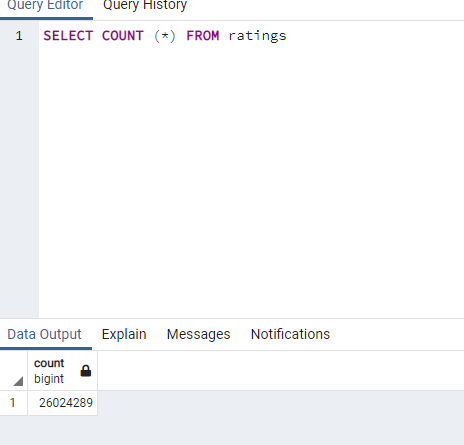 Query Editor Query History
1 SELECT COUNT (*) FROM ratings
Data Output Explain Messages Notifications
count
bigint
1 26024289